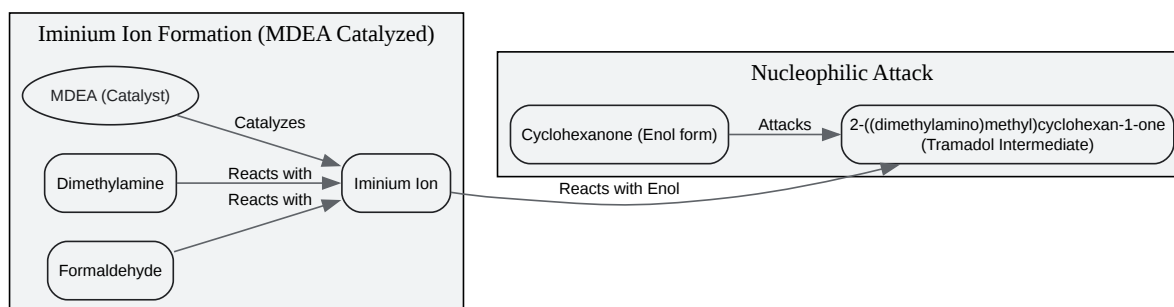 Iminium Ion Formation (MDEA Catalyzed)
MDEA (Catalyst)
Catalyzes
Dimethylamine
Reacts with
Iminium Ion
Reacts with
Formaldehyde
Nucleophilic Attack
Cyclohexanone (Enol form)
Attacks
2-((dimethylamino)methyl)cyclohexan-1-one
(Tramadol Intermediate)
Reacts with Enol